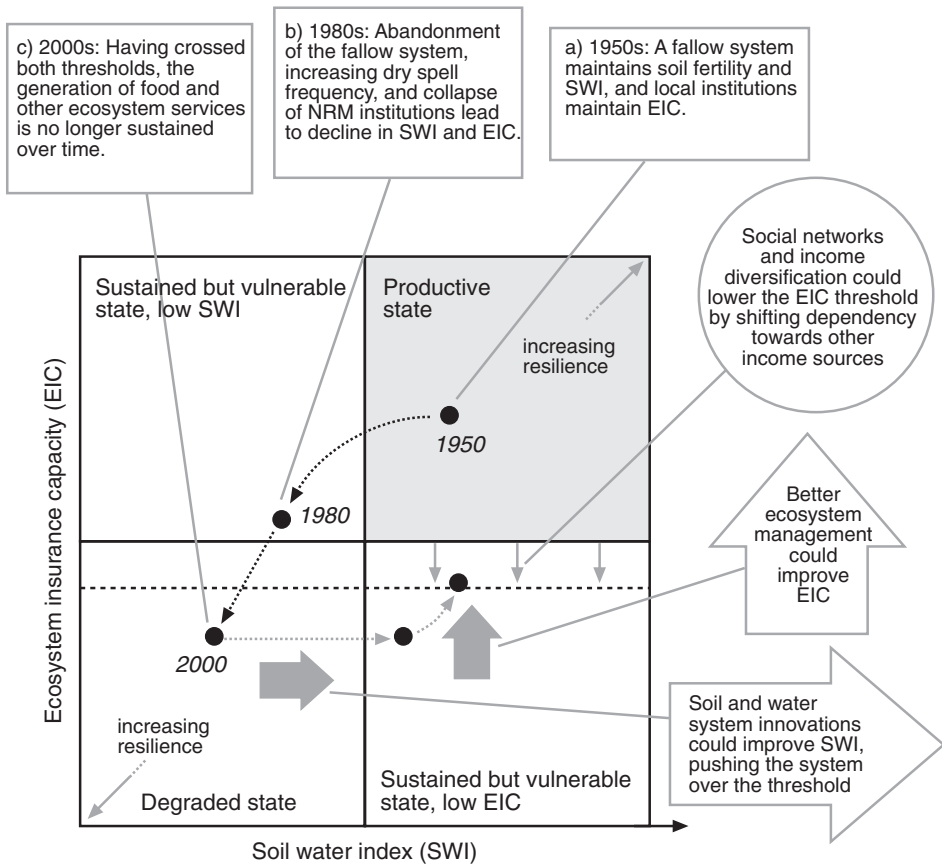 c) 2000s: Having crossed
both thresholds, the
generation of food and
other ecosystem services
is no longer sustained
over time.
b) 1980s: Abandonment
of the fallow system,
increasing dry spell
frequency, and collapse
of NRM institutions lead
to decline in SWI and EIC.
a) 1950s: A fallow system
maintains soil fertility and
SWI, and local institutions
maintain EIC.
Social networks
and income
diversification could
lower the EIC threshold
by shifting dependency
towards other
income sources
Sustained but vulnerable
state, low SWI
Productive
state
increasing
resilience
1950
1980
Better
ecosystem
management
could
improve
EIC
2000
Soil and water
system innovations
could improve SWI,
pushing the system
over the threshold
increasing
resilience
Degraded state
Sustained but vulnerable
state, low EIC
Ecosystem insurance capacity (EIC)
Soil water index (SWI)